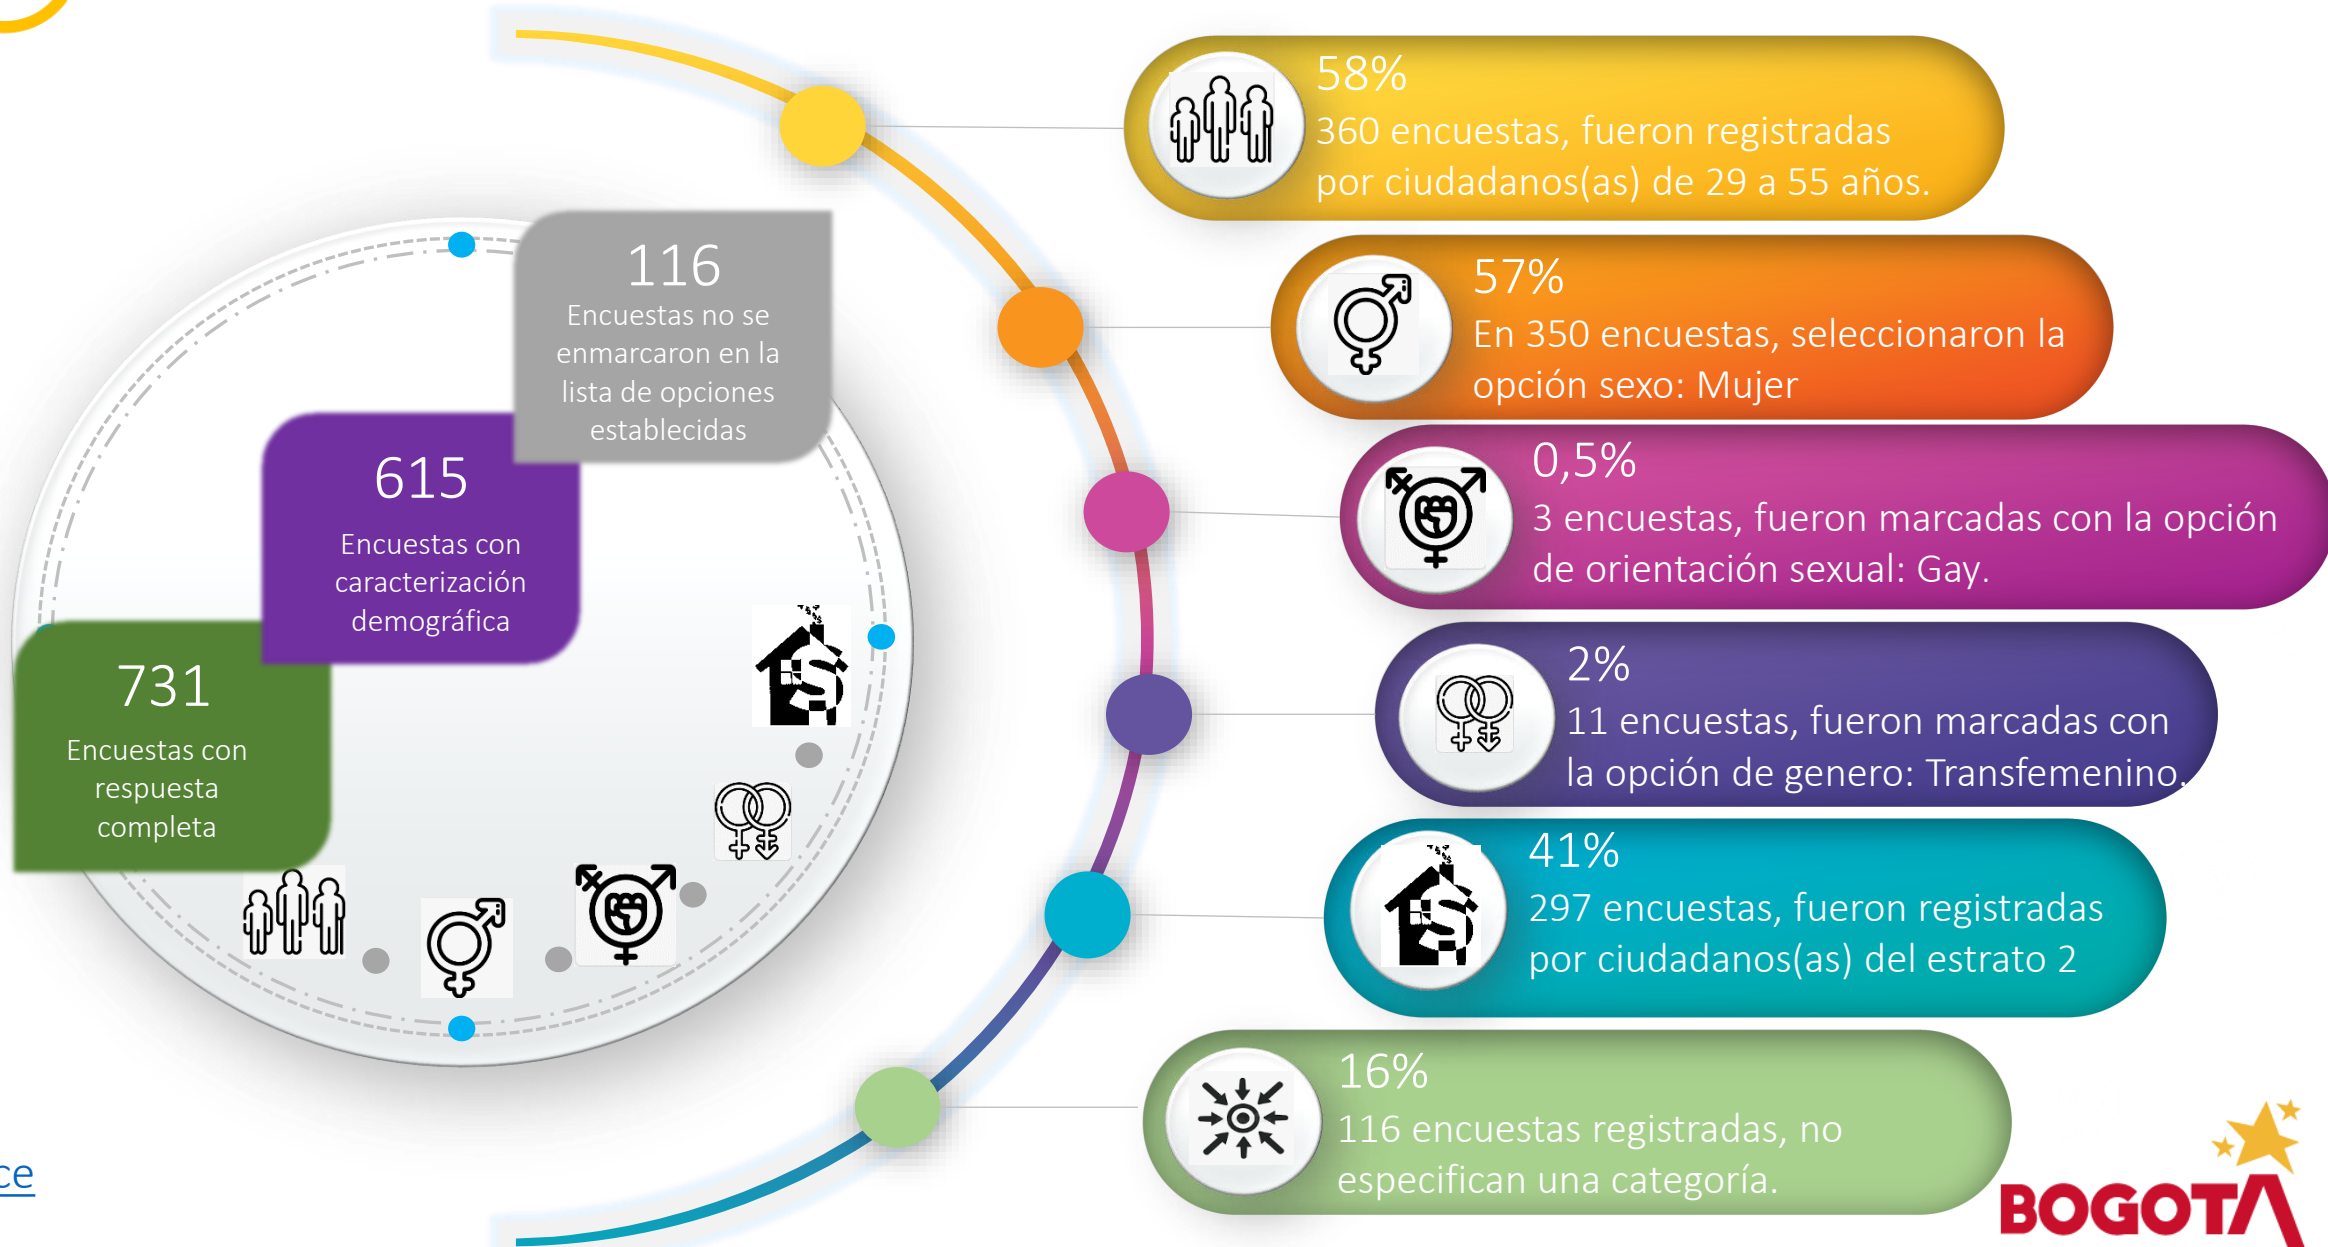 116
Encuestas no se
enmarcaron en la
lista de opciones
establecidas
615
Encuestas con
caracterización
demográfica
731
Encuestas con
respuesta
completa
58%
360 encuestas, fueron registradas
por ciudadanos(as) de 29 a 55 años.
57%
En 350 encuestas, seleccionaron la
opción sexo: Mujer
0,5%
3 encuestas, fueron marcadas con la opción
de orientación sexual: Gay.
2%
11 encuestas, fueron marcadas con
la opción de genero: Transfemenino.
41%
297 encuestas, fueron registradas
por ciudadanos(as) del estrato 2
16%
116 encuestas registradas, no
especifican una categoría.
ce
BOGOTÁ